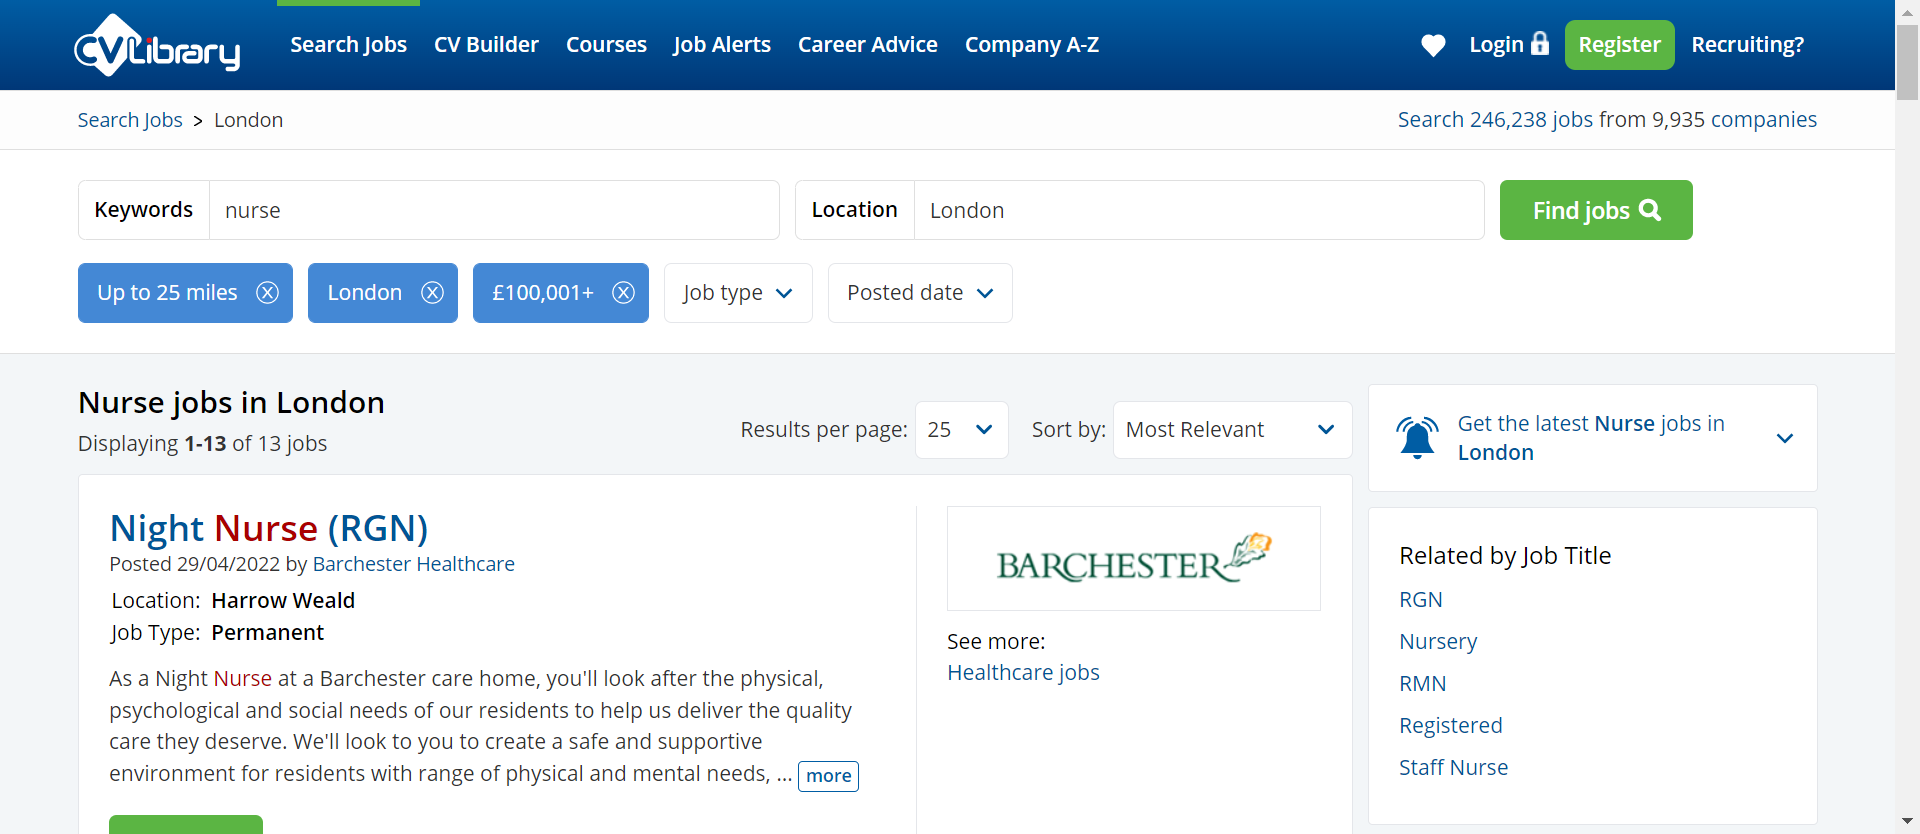 CVLibrary Search Jobs CV Builder Courses Job Alerts Career Advice Company A-Z Login Register Recruiting?
Search Jobs > London Search 246,238 jobs from 9,935 companies
Keywords nurse Location London Find jobs
Up to 25 miles London £100,001+ Job type Posted date
Nurse jobs in London
Displaying 1-13 of 13 jobs
Results per page: 25 Sort by: Most Relevant
Night Nurse (RGN)
Posted 29/04/2022 by Barchester Healthcare
Location: Harrow Weald
Job Type: Permanent
As a Night Nurse at a Barchester care home, you'll look after the physical,
psychological and social needs of our residents to help us deliver the quality
care they deserve. We'll look to you to create a safe and supportive
environment for residents with range of physical and mental needs, ... more
BARCHESTER
See more:
Healthcare jobs
Get the latest Nurse jobs in
London
Related by Job Title
RGN
Nursery
RMN
Registered
Staff Nurse